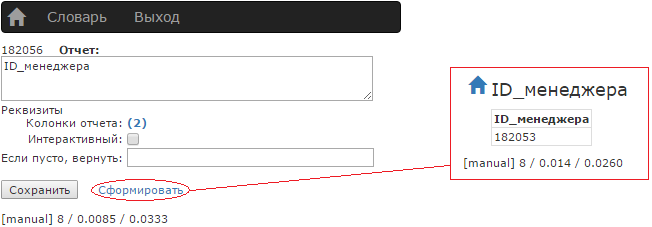 Словарь Выход
182056 Отчет:
ID_менеджера
Реквизиты
Колонки отчета: (2)
Интерактивный:
Если пусто, вернуть:
Сохранить Сформировать
[manual] 8 / 0.0085 / 0.0333
ID_менеджера
ID_менеджера
182053
[manual] 8 / 0.014 / 0.0260